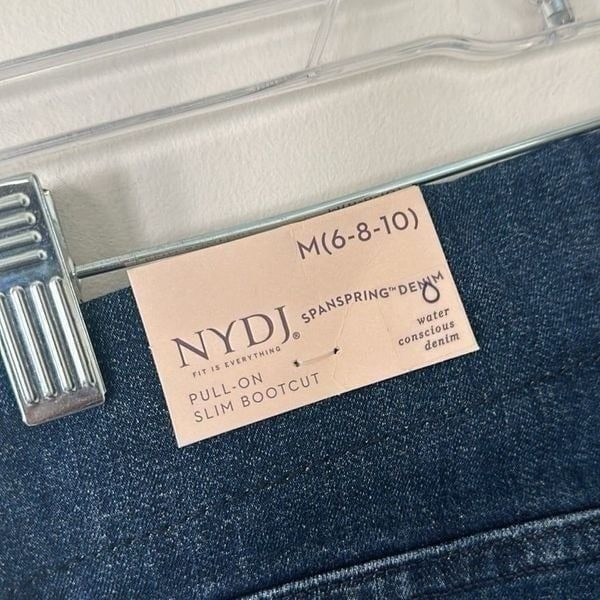 M(6-8-10)
NYDJ®
FIT IS EVERYTHING
SPANSPRING™ DENIM
PULL-ON
SLIM BOOTCUT
water
conscious
denim